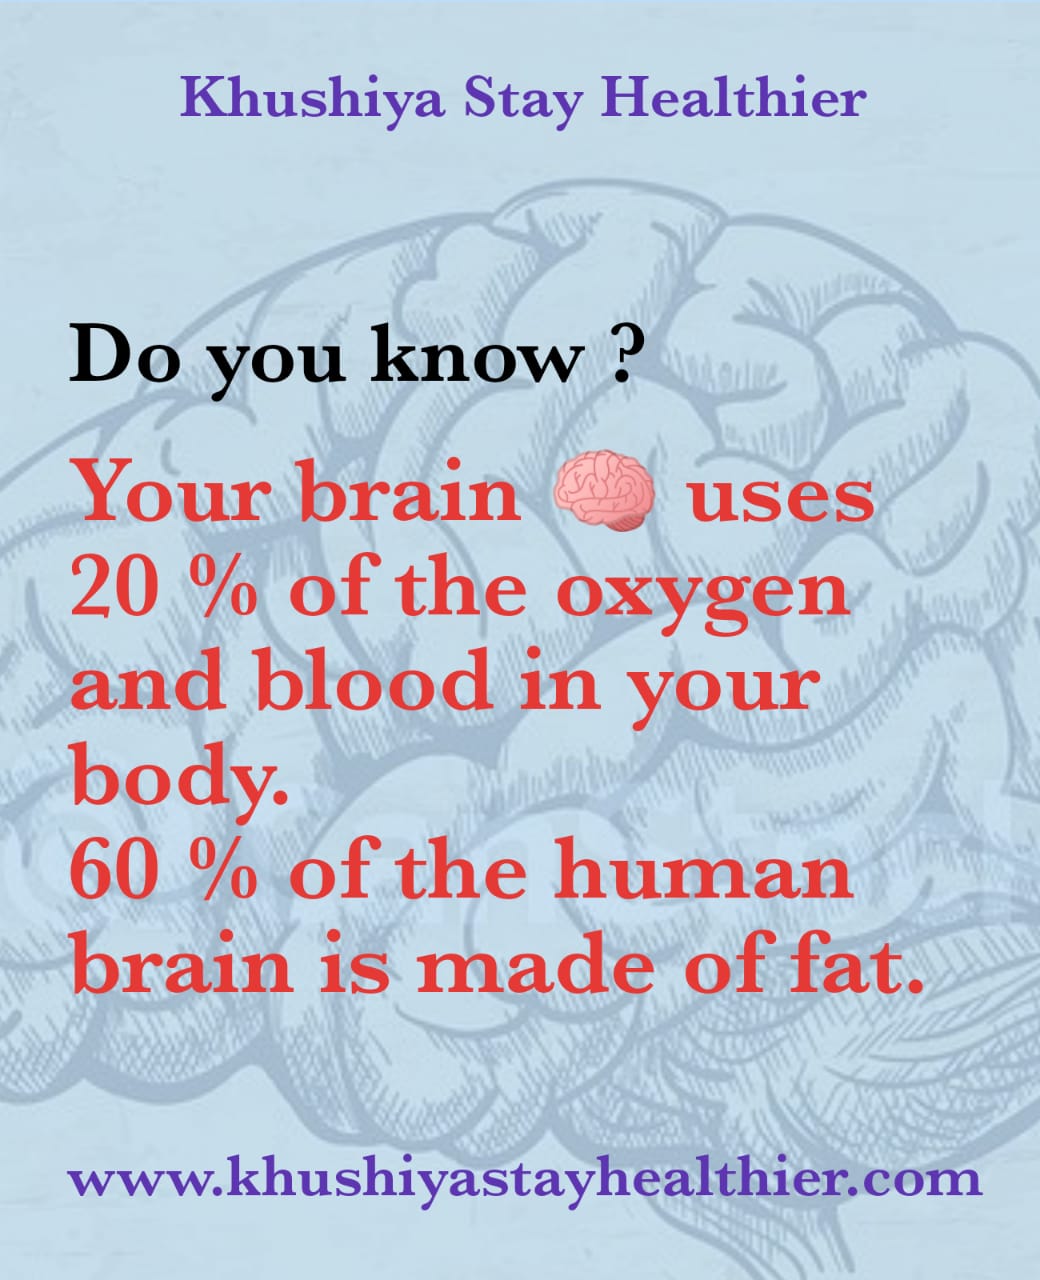 Khushiya Stay Healthier
Do you know ?
Your brain 🧠 uses
20 % of the oxygen
and blood in your
body.
60 % of the human
brain is made of fat.
www.khushiyastayhealthier.com